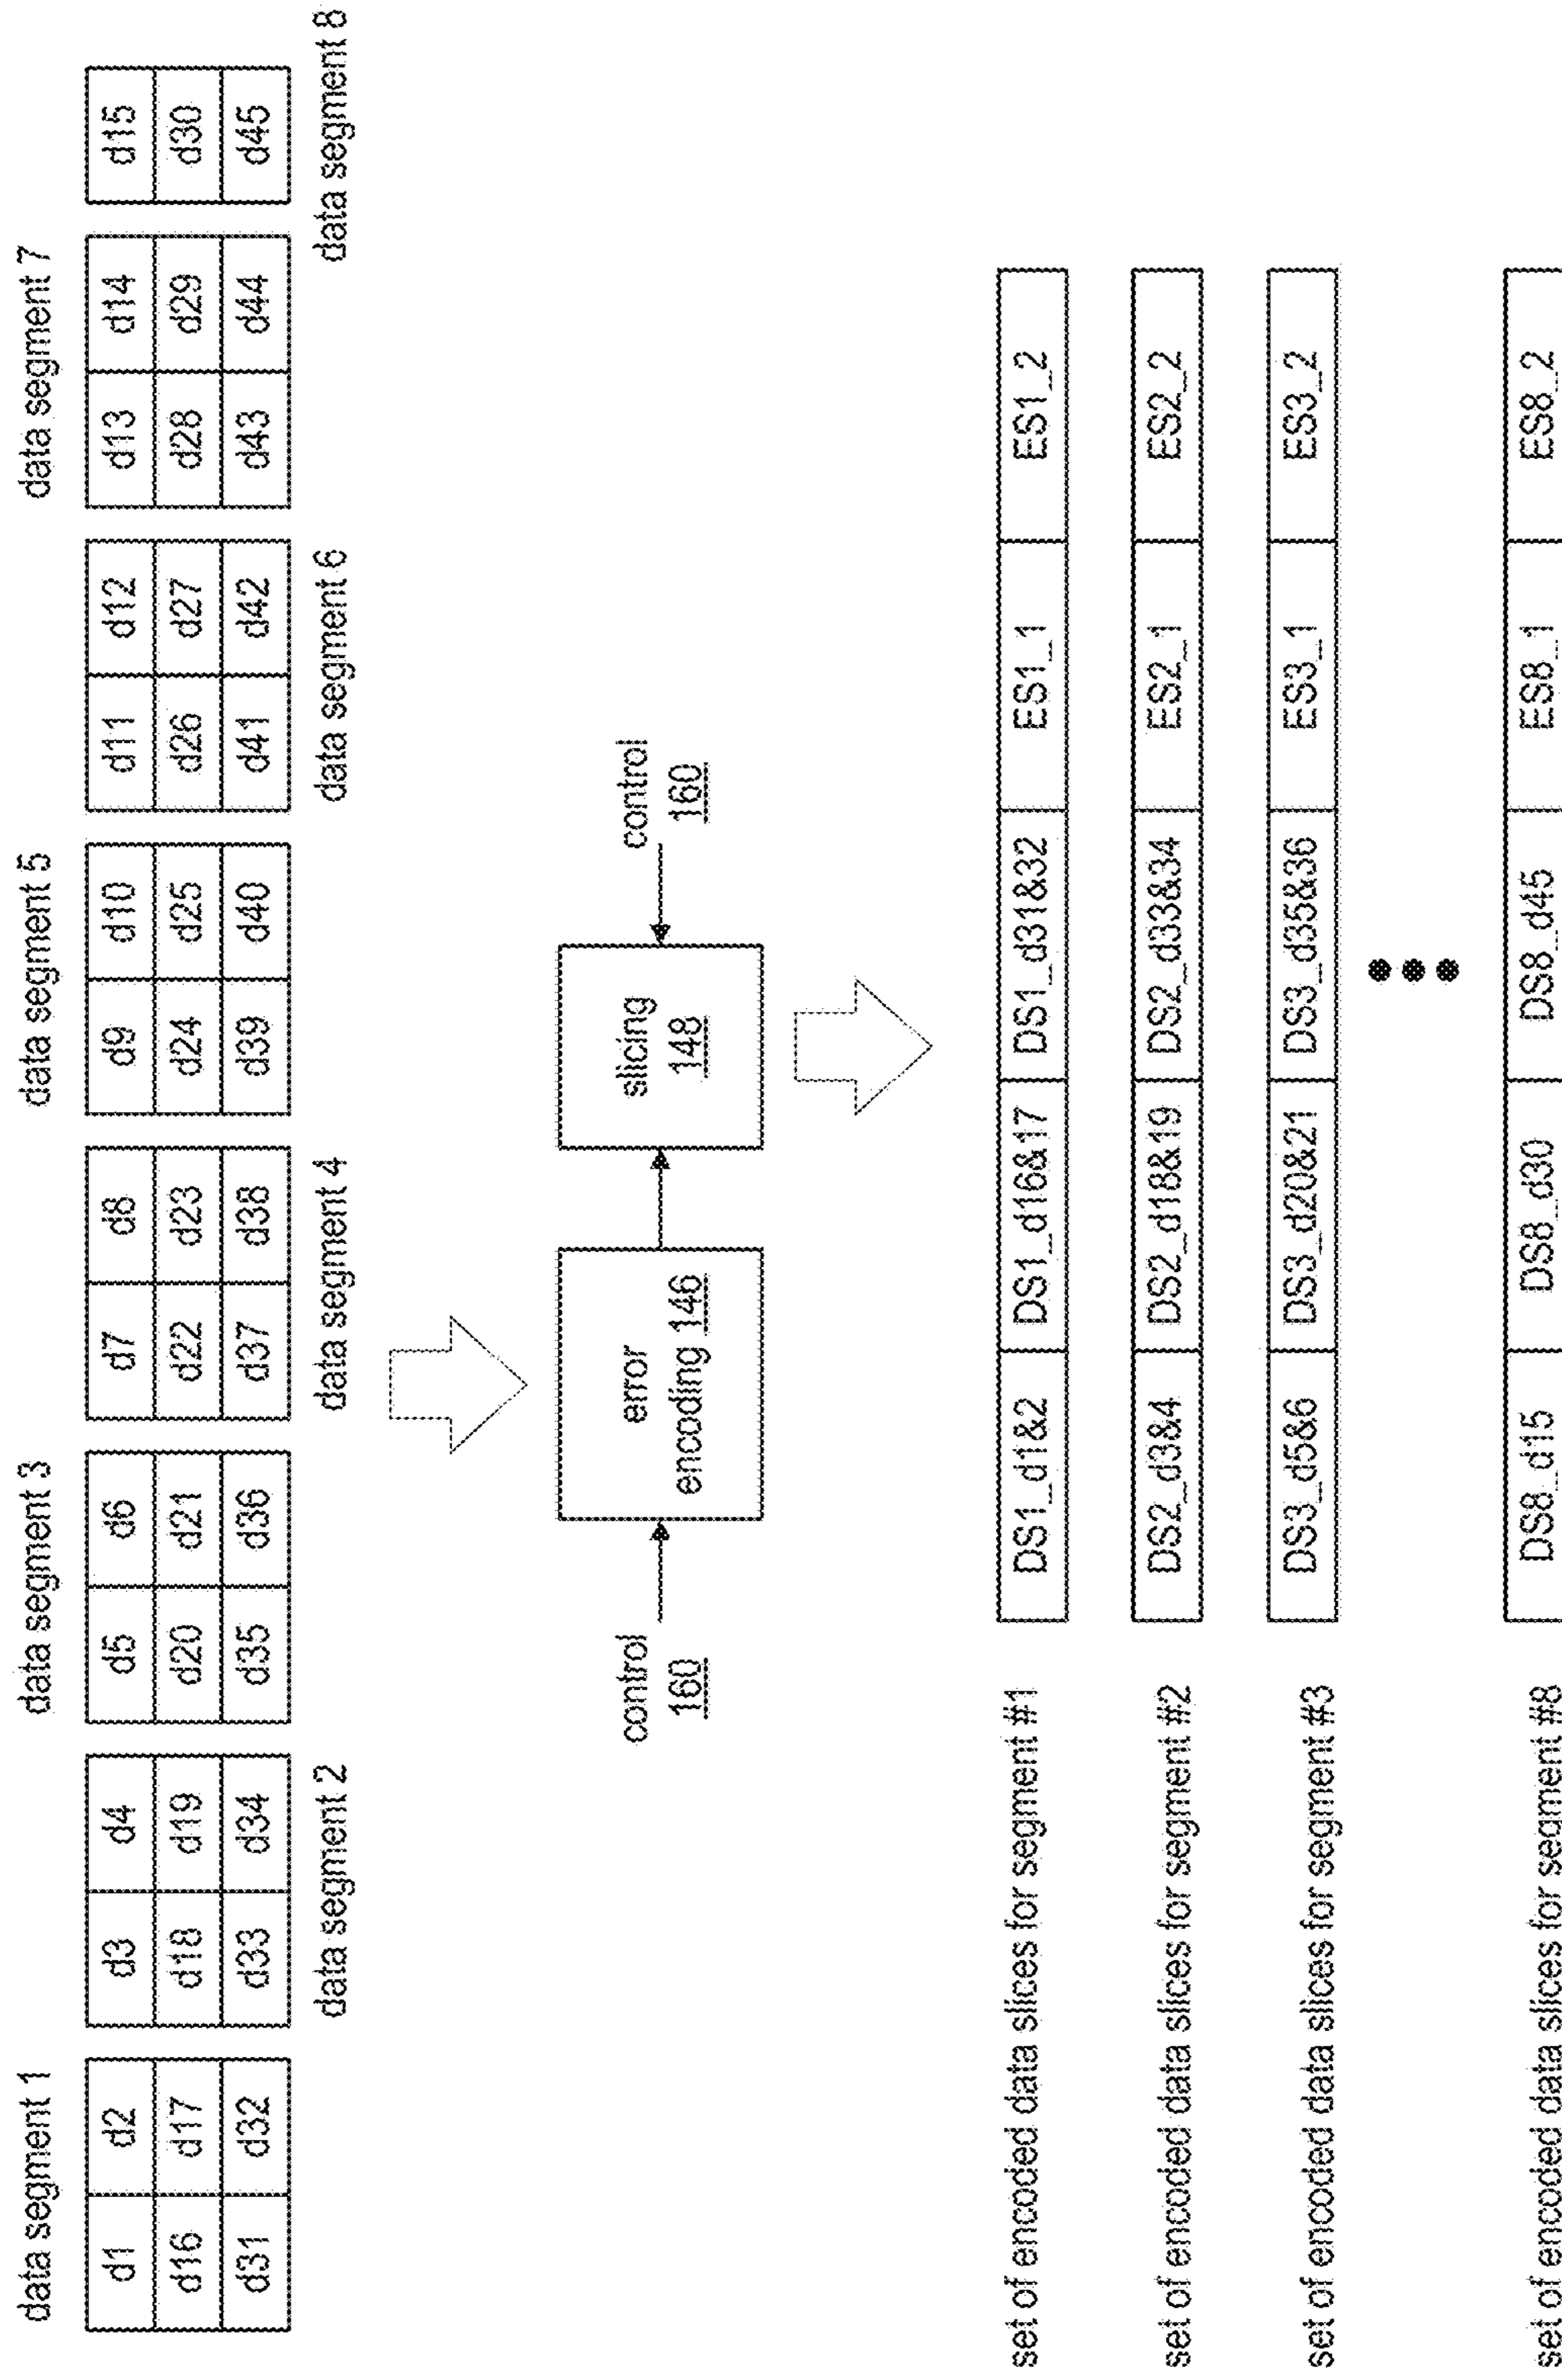 data segment 1
data segment 3
data segment 5
data segment 7
d1 d2 d3 d4 d5 d6 d7 d8 d9 d10 d11 d12 d13 d14 d15
d16 d17 d18 d19 d20 d21 d22 d23 d24 d25 d26 d27 d28 d29 d30
d31 d32 d33 d34 d35 d36 d37 d38 d39 d40 d41 d42 d43 d44 d45
data segment 2
data segment 4
data segment 6
data segment 8
control
160
error
encoding 146
slicing
148
control
160
set of encoded data slices for segment #1 DS1_d1&2 DS1_d16&17 DS1_d31&32 ES1_1 ES1_2
set of encoded data slices for segment #2 DS2_d3&4 DS2_d18&19 DS2_d33&34 ES2_1 ES2_2
set of encoded data slices for segment #3 DS3_d5&6 DS3_d20&21 DS3_d35&36 ES3_1 ES3_2
set of encoded data slices for segment #8 DS8_d15 DS8_d30 DS8_d45 ES8_1 ES8_2